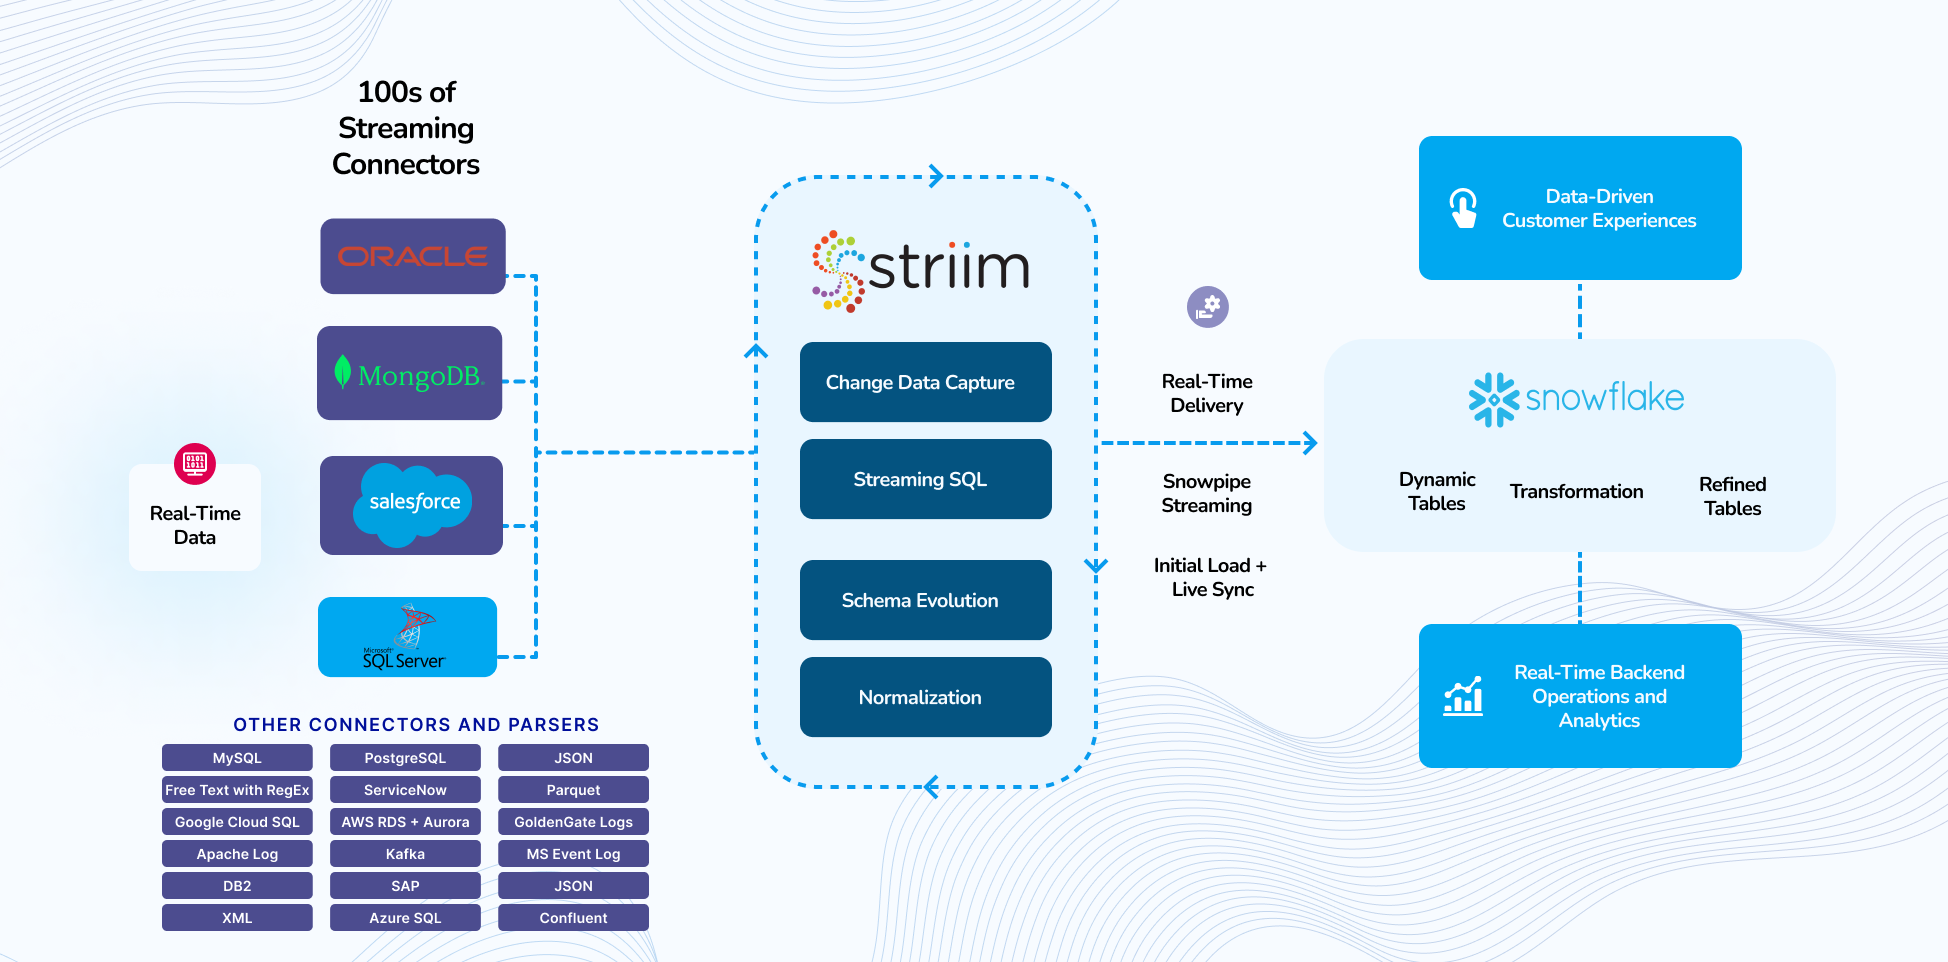 100s of
Streaming
Connectors
ORACLE
MongoDB.
salesforce
Real-Time
Data
Microsoft
SQL Server
OTHER CONNECTORS AND PARSERS
MySQL
PostgreSQL
JSON
Free Text with RegEx
ServiceNow
Parquet
Google Cloud SQL
AWS RDS + Aurora
GoldenGate Logs
Apache Log
Kafka
MS Event Log
DB2
SAP
JSON
XML
Azure SQL
Confluent
striim
Change Data Capture
Streaming SQL
Schema Evolution
Normalization
Real-Time
Delivery
Snowpipe
Streaming
Initial Load +
Live Sync
Data-Driven
Customer Experiences
snowflake
Dynamic
Tables
Transformation
Refined
Tables
Real-Time Backend
Operations and
Analytics
0101
1011